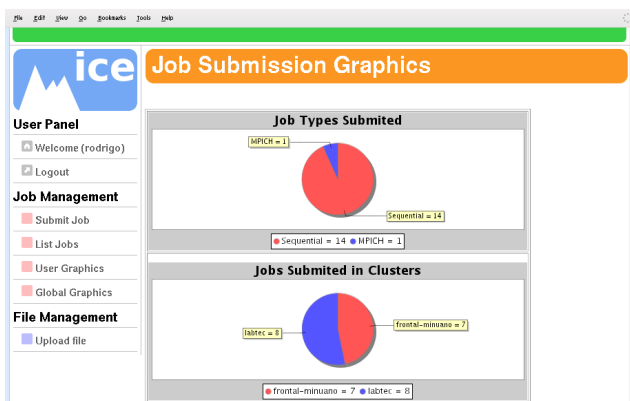 File Edit View Go Bookmarks Tools Help
ice
Job Submission Graphics
User Panel
Welcome (rodrigo)
Logout
Job Management
Submit Job
List Jobs
User Graphics
Global Graphics
File Management
Upload file
Job Types Submited
MPICH = 1
Sequential = 14
Sequential = 14 MPICH = 1
Jobs Submited in Clusters
labtec = 8
frontal-minuano = 7
frontal-minuano = 7 labtec = 8